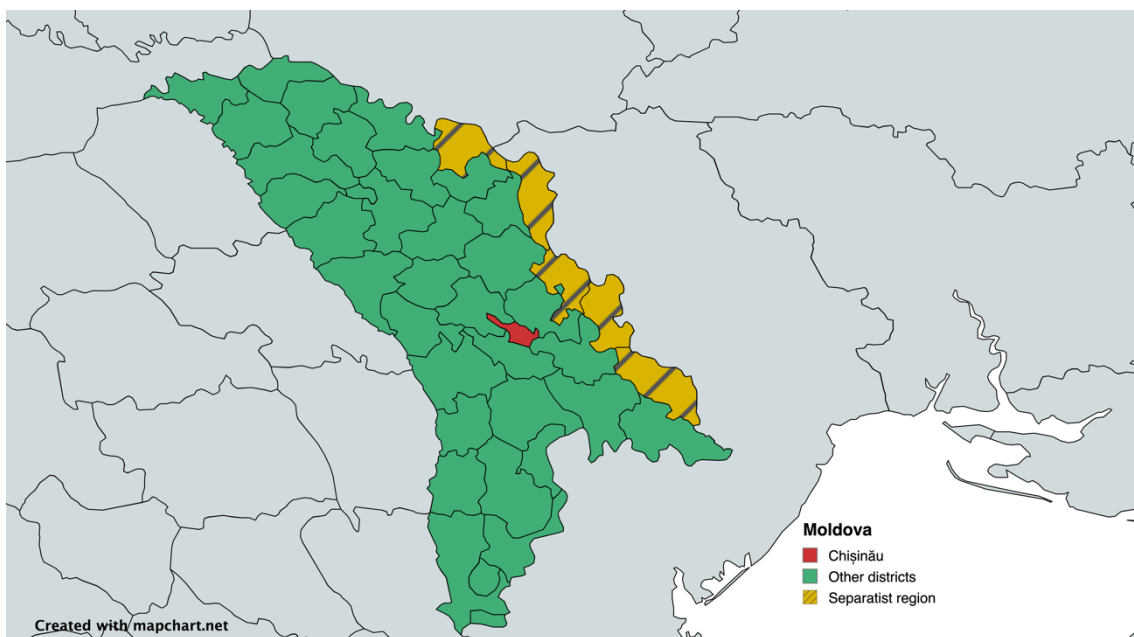 Moldova
Chișinău
Other districts
Separatist region
Created with mapchart.net